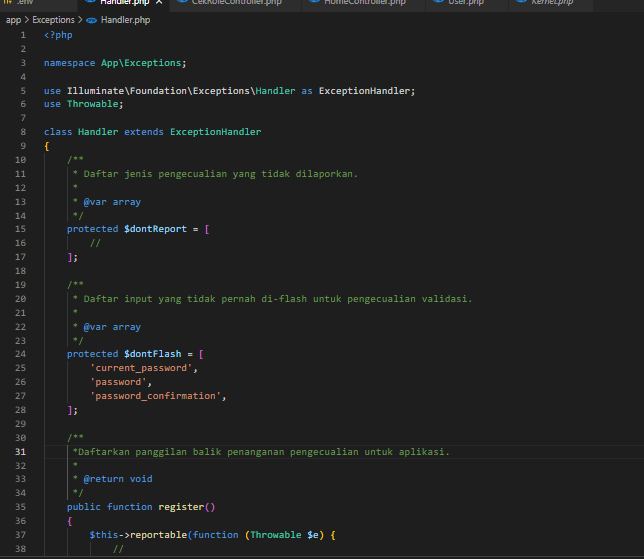 .env Handler.php × CekRoleController.php HomeController.php User.php Kernel.php
app > Exceptions > Handler.php
1 <?php
2
3 namespace App\Exceptions;
4
5 use Illuminate\Foundation\Exceptions\Handler as ExceptionHandler;
6 use Throwable;
7
8 class Handler extends ExceptionHandler
9 {
10 /**
11 * Daftar jenis pengecualian yang tidak dilaporkan.
12 *
13 * @var array
14 */
15 protected $dontReport = [
16 //
17 ];
18
19 /**
20 * Daftar input yang tidak pernah di-flash untuk pengecualian validasi.
21 *
22 * @var array
23 */
24 protected $dontFlash = [
25 'current_password',
26 'password',
27 'password_confirmation',
28 ];
29
30 /**
31 *Daftarkan panggilan balik penanganan pengecualian untuk aplikasi.
32 *
33 * @return void
34 */
35 public function register()
36 {
37 $this->reportable(function (Throwable $e) {
38 //